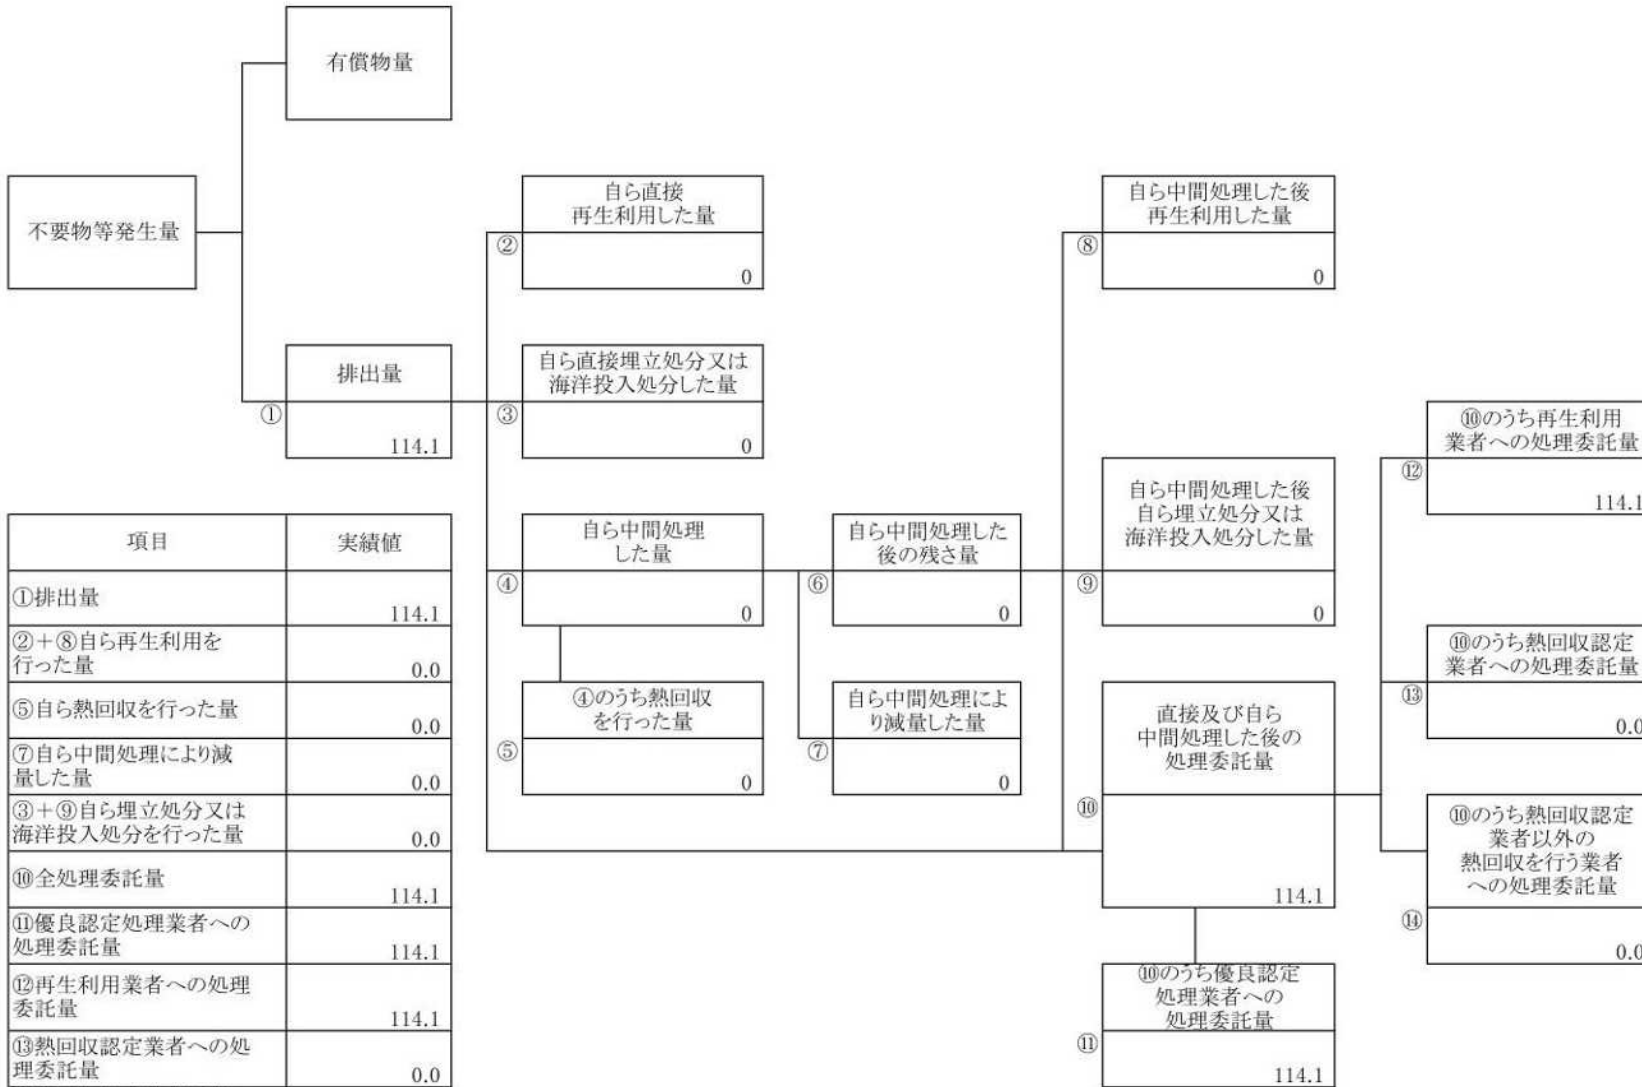 有償物量
不要物等発生量
自ら直接
再生利用した量
②
0
自ら中間処理した後
再生利用した量
⑧
0
排出量
①
114.1
自ら直接埋立処分又は
海洋投入処分した量
③
0
⑩のうち再生利用
業者への処理委託量
⑫
114.1
自ら中間処理
した量
④
0
自ら中間処理した
後の残さ量
⑥
0
自ら中間処理した後
自ら埋立処分又は
海洋投入処分した量
⑨
0
⑩のうち熱回収認定
業者への処理委託量
⑬
0.0
④のうち熱回収
を行った量
⑤
0
自ら中間処理によ
り減量した量
⑦
0
直接及び自ら
中間処理した後の
処理委託量
⑩
114.1
⑩のうち熱回収認定
業者以外の
熱回収を行う業者
への処理委託量
⑭
0.0
⑩のうち優良認定
処理業者への
処理委託量
⑪
114.1
項目 実績値
①排出量 114.1
②＋⑧自ら再生利用を
行った量 0.0
⑤自ら熱回収を行った量 0.0
⑦自ら中間処理により減
量した量 0.0
③＋⑨自ら埋立処分又は
海洋投入処分を行った量 0.0
⑩全処理委託量 114.1
⑪優良認定処理業者への
処理委託量 114.1
⑫再生利用業者への処理
委託量 114.1
⑬熱回収認定業者への処
理委託量 0.0